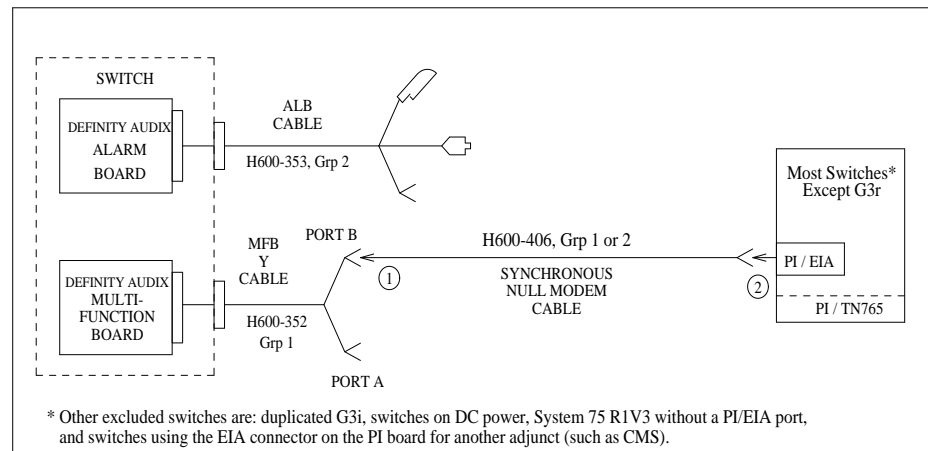 SWITCH
DEFINITY AUDIX
ALARM
BOARD
ALB
CABLE
H600-353, Grp 2
DEFINITY AUDIX
MULTI-
FUNCTION
BOARD
MFB
Y
CABLE
H600-352
Grp 1
PORT B
PORT A
1
H600-406, Grp 1 or 2
SYNCHRONOUS
NULL MODEM
CABLE
2
Most Switches*
Except G3r
PI / EIA
PI / TN765
* Other excluded switches are: duplicated G3i, switches on DC power, System 75 R1V3 without a PI/EIA port,
and switches using the EIA connector on the PI board for another adjunct (such as CMS).